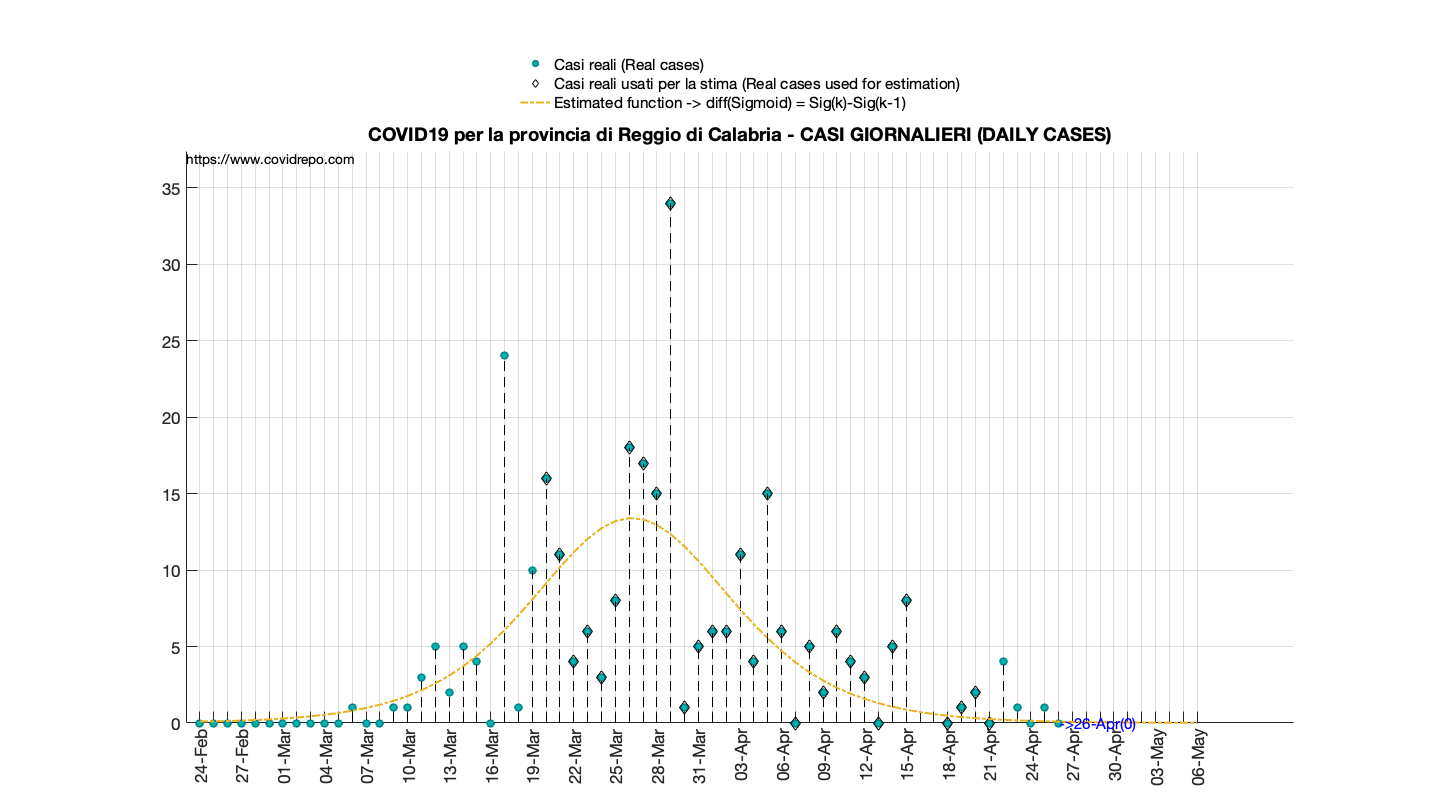 Casi reali (Real cases)
Casi reali usati per la stima (Real cases used for estimation)
Estimated function -> diff(Sigmoid) = Sig(k)-Sig(k-1)
COVID19 per la provincia di Reggio di Calabria - CASI GIORNALIERI (DAILY CASES)
https://www.covidrepo.com
35
30
25
20
15
10
5
0
>>26-Apr(0)
24-Feb
27-Feb
01-Mar
04-Mar
07-Mar
10-Mar
13-Mar
16-Mar
19-Mar
22-Mar
25-Mar
28-Mar
31-Mar
03-Apr
06-Apr
09-Apr
12-Apr
15-Apr
18-Apr
21-Apr
24-Apr
27-Apr
30-Apr
03-May
06-May